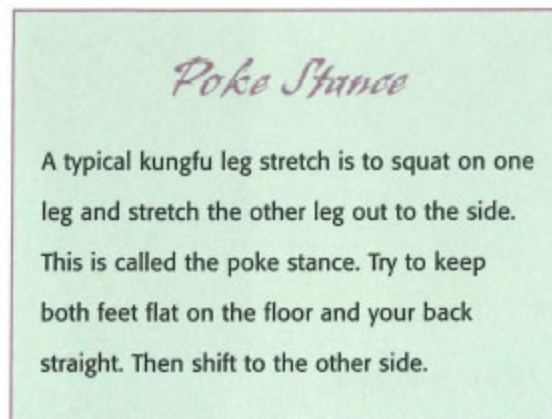 Poke Stance
A typical kungfu leg stretch is to squat on one
leg and stretch the other leg out to the side.
This is called the poke stance. Try to keep
both feet flat on the floor and your back
straight. Then shift to the other side.